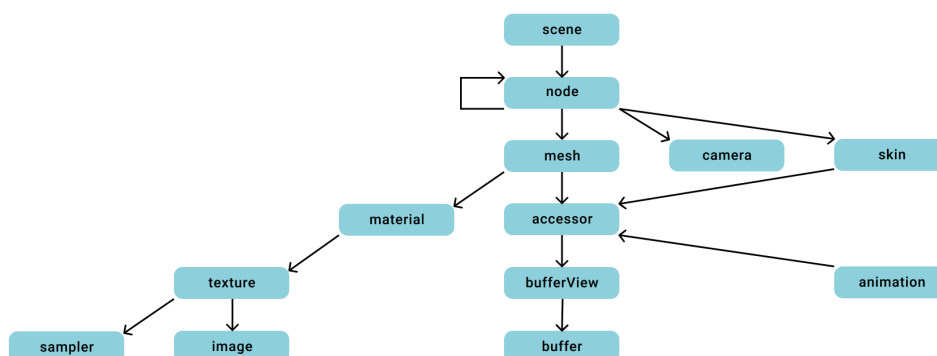 scene
node
mesh
camera
skin
material
accessor
texture
bufferView
animation
sampler
image
buffer